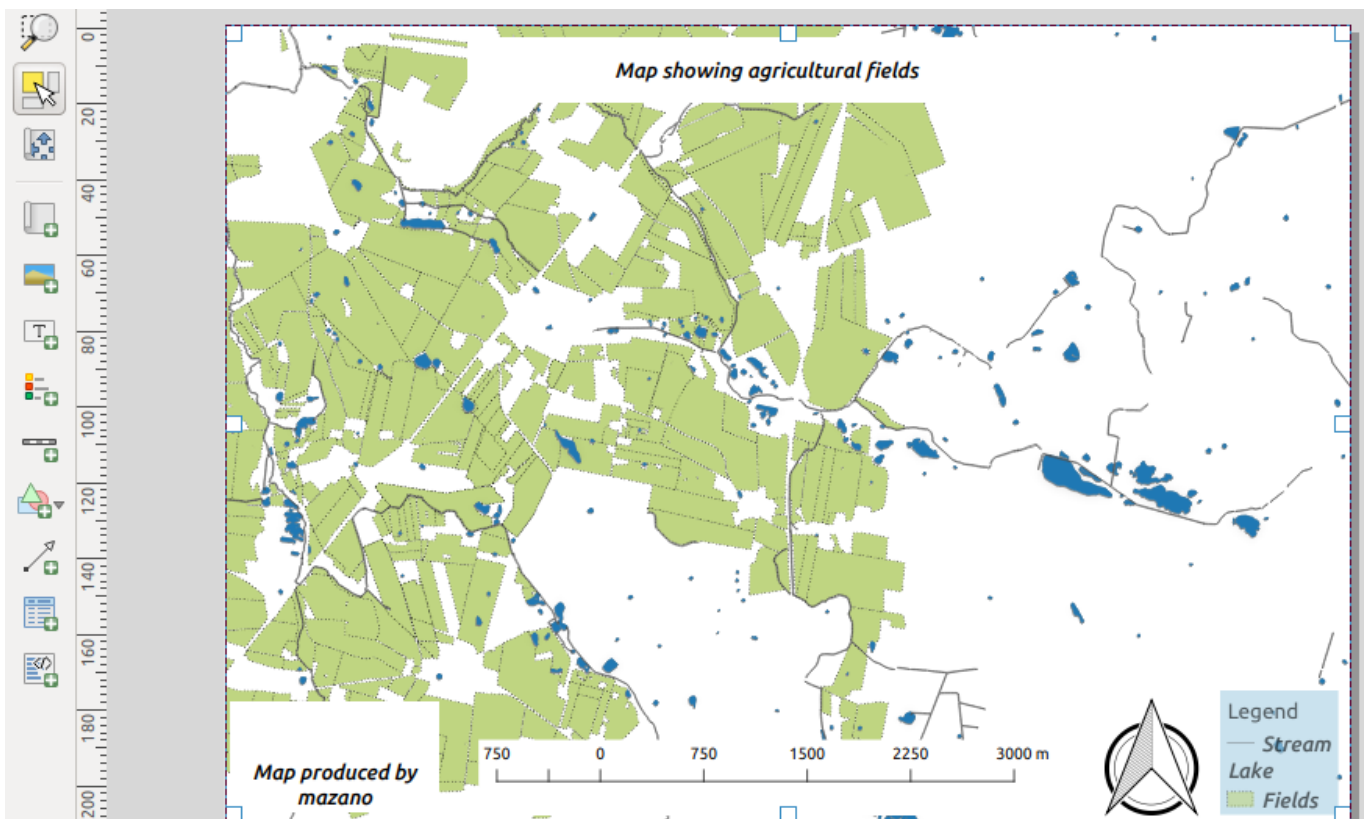 Map showing agricultural fields
0
20
40
60
80
100
120
140
160
180
200
T
750 0 750 1500 2250 3000 m
Map produced by
mazano
Legend
Stream
Lake
Fields